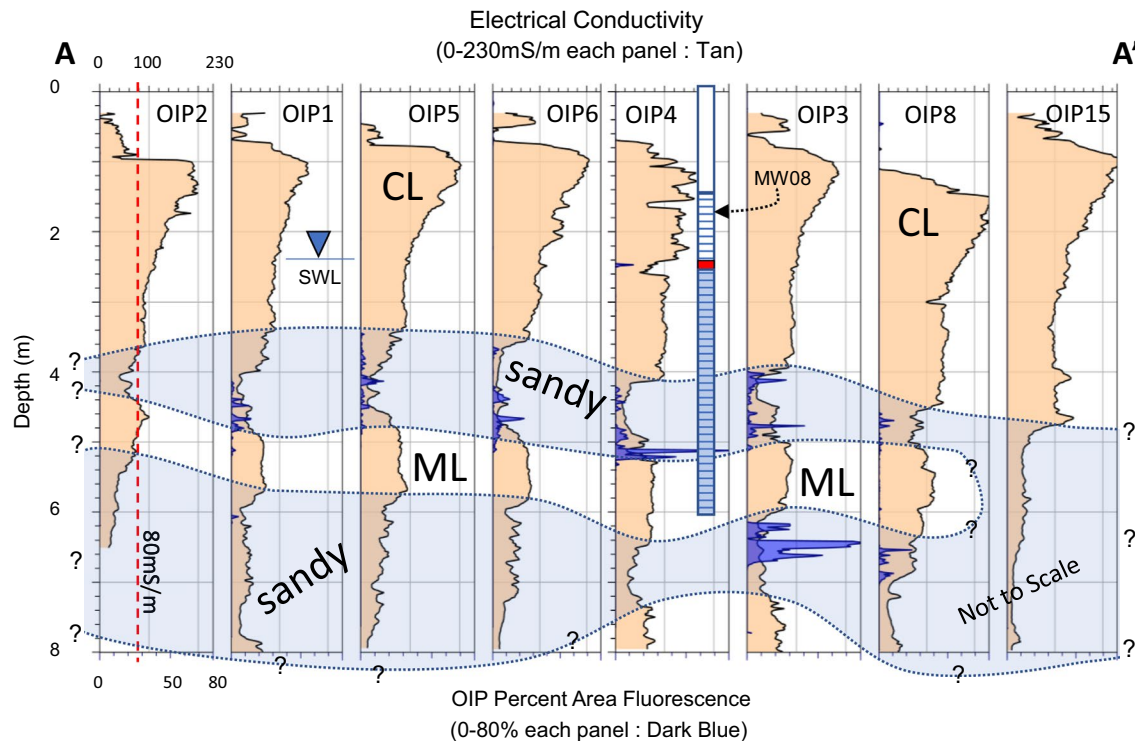 Electrical Conductivity
(0-230mS/m each panel : Tan)
A
A'
0 100 230
0
OIP2
OIP1
OIP5
OIP6
OIP4
OIP3
OIP8
OIP15
CL
MW08
CL
2
SWL
Depth (m)
?
4
?
sandy
?
?
ML
ML
?
6
?
?
?
80mS/m
sandy
Not to Scale
?
?
?
8
?
?
?
?
0 50 80
OIP Percent Area Fluorescence
(0-80% each panel : Dark Blue)